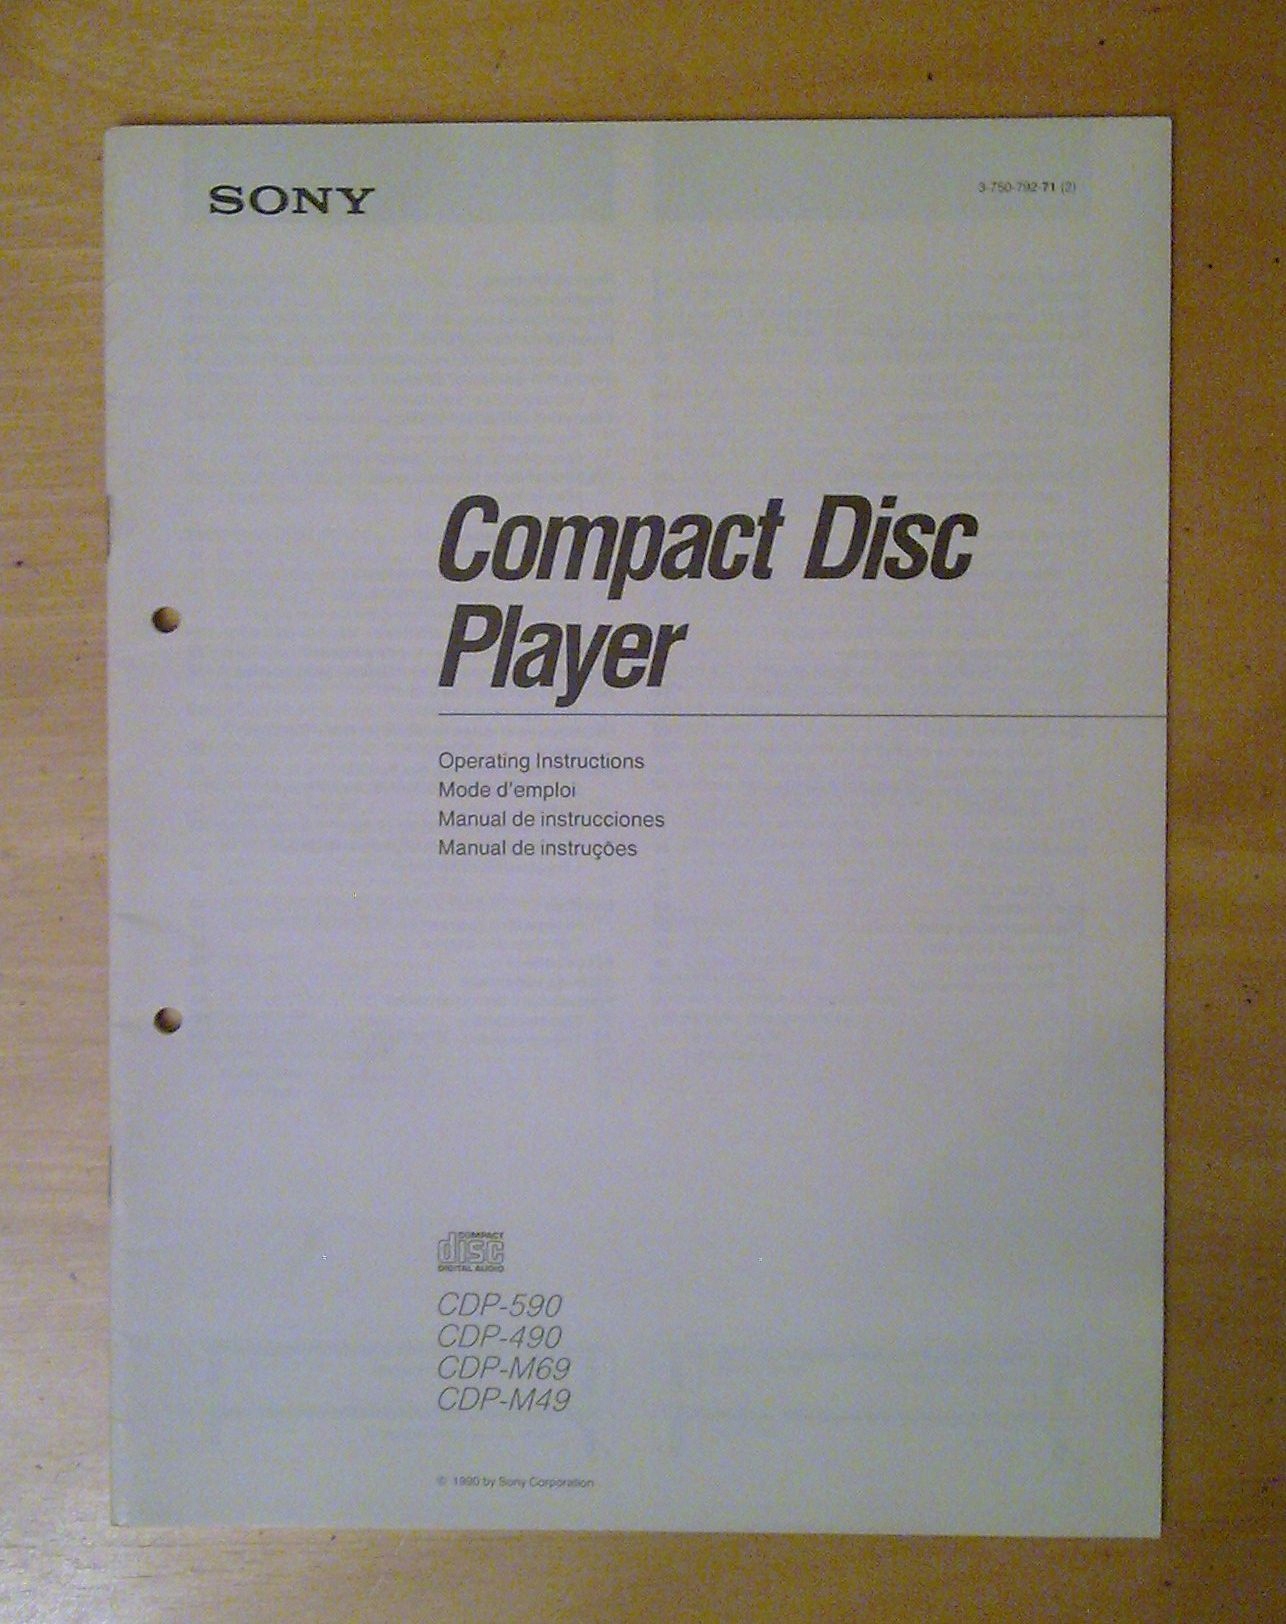 SONY
3-750-792-71 (2)
Compact Disc
Player
Operating Instructions
Mode d'emploi
Manual de instrucciones
Manual de instruções
COMPACT
disc
DIGITAL AUDIO
CDP-590
CDP-490
CDP-M69
CDP-M49
© 1990 by Sony Corporation